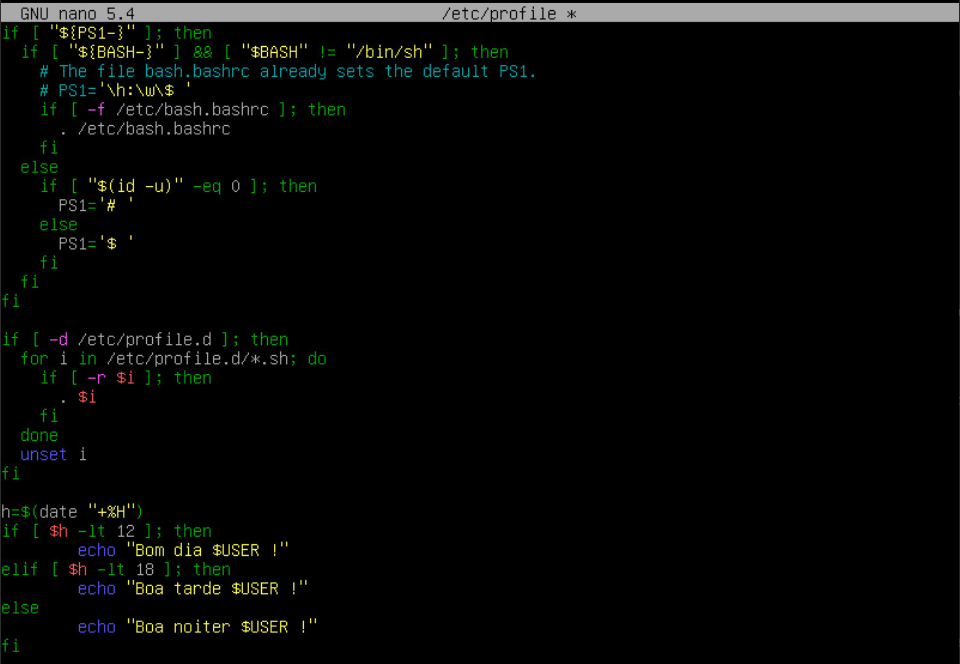 GNU nano 5.4 /etc/profile *
if [ "${PS1-}" ]; then
  if [ "${BASH-}" ] && [ "$BASH" != "/bin/sh" ]; then
    # The file bash.bashrc already sets the default PS1.
    # PS1='\h:\w\$ '
    if [ -f /etc/bash.bashrc ]; then
      . /etc/bash.bashrc
    fi
  else
    if [ "$(id -u)" -eq 0 ]; then
      PS1='# '
    else
      PS1='$ '
    fi
  fi
fi

if [ -d /etc/profile.d ]; then
  for i in /etc/profile.d/*.sh; do
    if [ -r $i ]; then
      . $i
    fi
  done
  unset i
fi

h=$(date "+%H")
if [ $h -lt 12 ]; then
        echo "Bom dia $USER !"
elif [ $h -lt 18 ]; then
        echo "Boa tarde $USER !"
else
        echo "Boa noiter $USER !"
fi